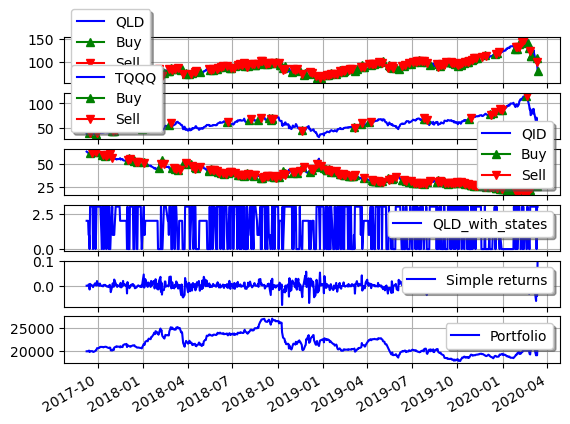 QLD
Buy
Sell
150
100
TQQQ
Buy
Sell
100
50
QID
Buy
Sell
50
25
QLD_with_states
2.5
0.0
Simple returns
0.1
0.0
Portfolio
25000
20000
2017-10 2018-01 2018-04 2018-07 2018-10 2019-01 2019-04 2019-07 2019-10 2020-01 2020-04